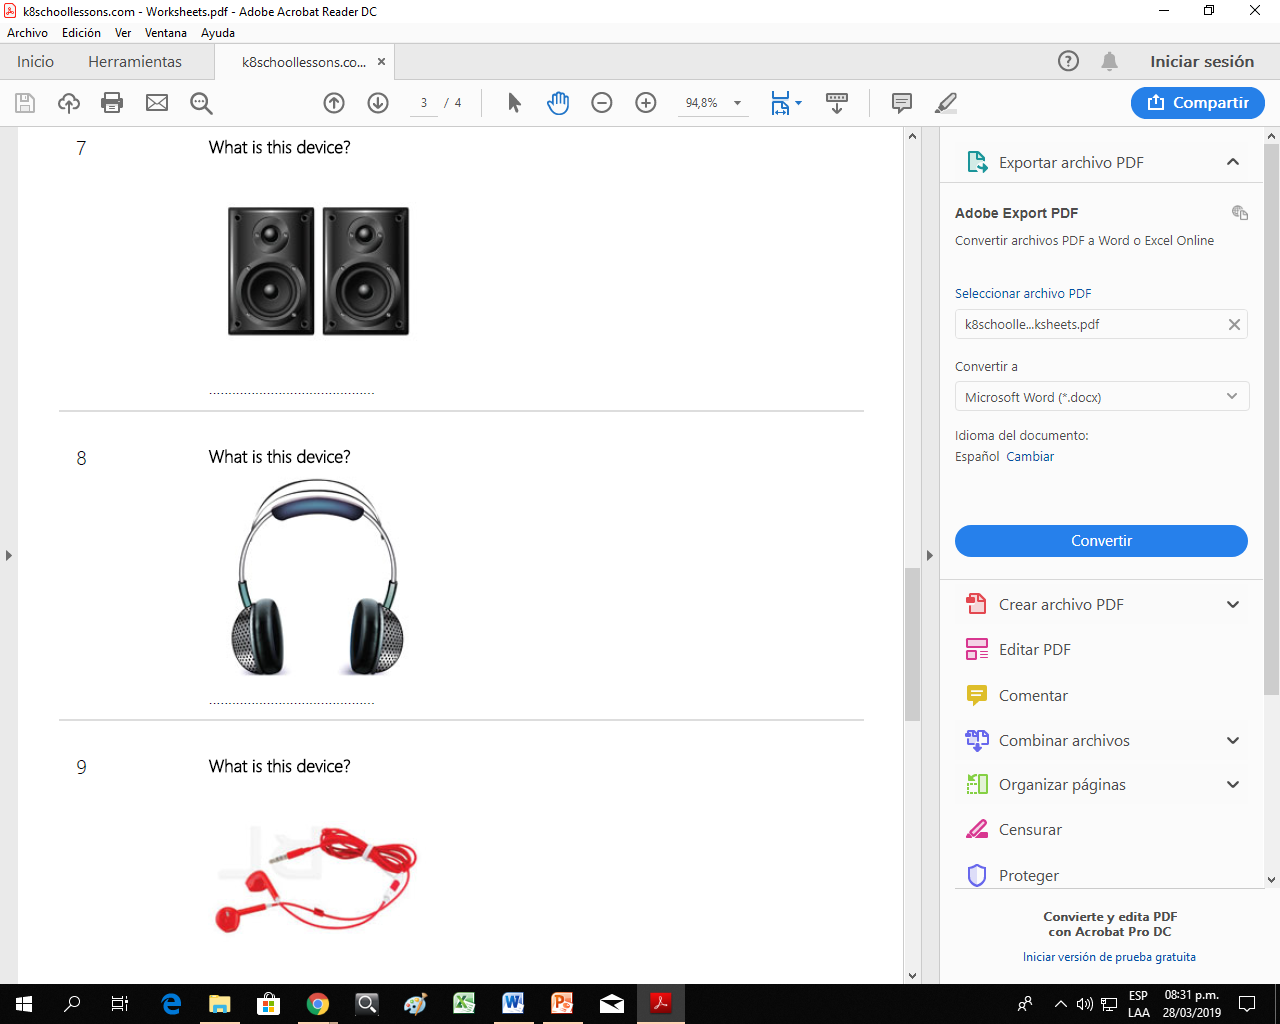 k8schoollessons.com - Worksheets.pdf - Adobe Acrobat Reader DC
Archivo Edición Ver Ventana Ayuda
Inicio Herramientas k8schoollessons.co... × Iniciar sesión
3 / 4 94,8% Compartir
7 What is this device?
............................................
8 What is this device?
............................................
9 What is this device?
Exportar archivo PDF
Adobe Export PDF
Convertir archivos PDF a Word o Excel Online
Seleccionar archivo PDF
k8schoolle...ksheets.pdf
Convertir a
Microsoft Word (*.docx)
Idioma del documento:
Español Cambiar
Convertir
Crear archivo PDF
Editar PDF
Comentar
Combinar archivos
Organizar páginas
Censurar
Proteger
Convierte y edita PDF
con Acrobat Pro DC
Iniciar versión de prueba gratuita
ESP 08:31 p.m.
LAA 28/03/2019